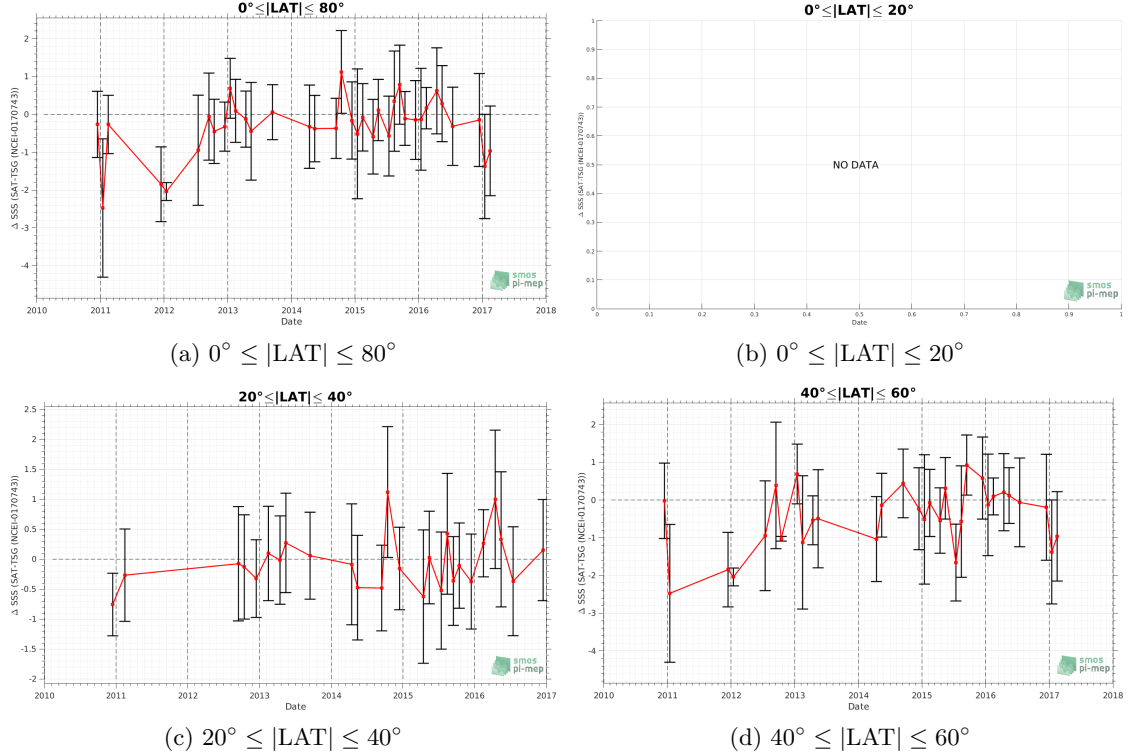 0°≤|LAT|≤ 80°
Δ SSS (SAT-TSG (NCEI-0170743))
1
2
0
-1
-2
-3
-4
2010
2011
2012
2013
2014
2015
2016
2017
2018
Date
smos
pi-mep
(a) 0° ≤ |LAT| ≤ 80°
0°≤|LAT|≤ 20°
Δ SSS (SAT-TSG (NCEI-0170743))
1
0.9
0.8
0.7
0.6
0.5
0.4
0.3
0.2
0.1
0
NO DATA
0
0.1
0.2
0.3
0.4
0.5
0.6
0.7
0.8
0.9
1
Date
smos
pi-mep
(b) 0° ≤ |LAT| ≤ 20°
20°≤|LAT|≤ 40°
Δ SSS (SAT-TSG (NCEI-0170743))
2.5
2
1.5
1
0.5
0
-0.5
-1
-1.5
-2
2010
2011
2012
2013
2014
2015
2016
2017
Date
smos
pi-mep
(c) 20° ≤ |LAT| ≤ 40°
40°≤|LAT|≤ 60°
Δ SSS (SAT-TSG (NCEI-0170743))
2
1
0
-1
-2
-3
-4
2010
2011
2012
2013
2014
2015
2016
2017
2018
Date
smos
pi-mep
(d) 40° ≤ |LAT| ≤ 60°